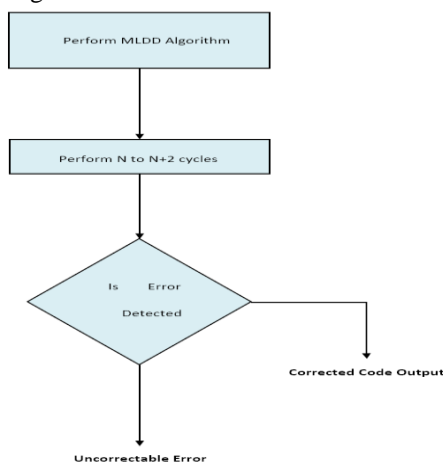 Perform MLDD Algorithm
Perform N to N+2 cycles
Is Error
Detected
Corrected Code Output
Uncorrectable Error